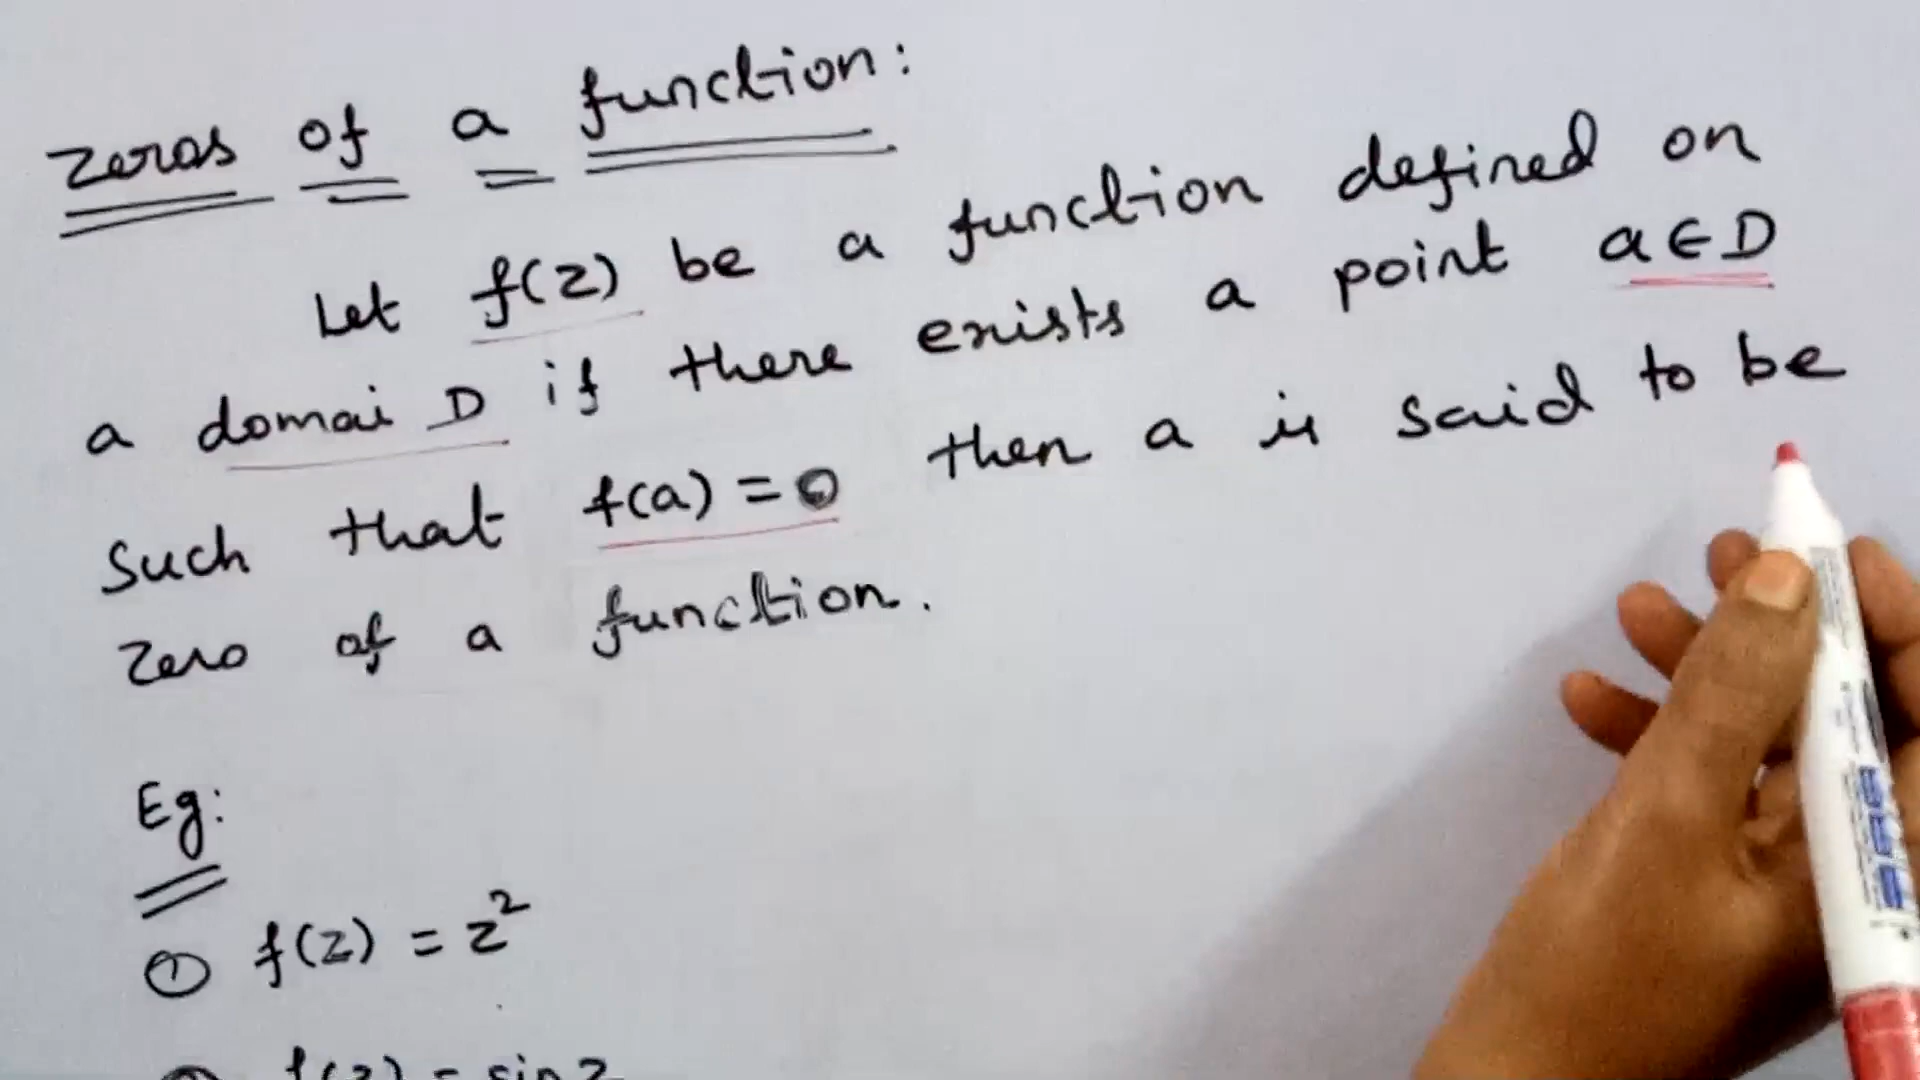 Zeros of a function:
Let f(z) be a function defined on
a domai D if there exists a point a∈D
such that f(a) = 0 then a is said to be
zero of a function.
Eg:
① f(z) = z²
f(z) = sin z